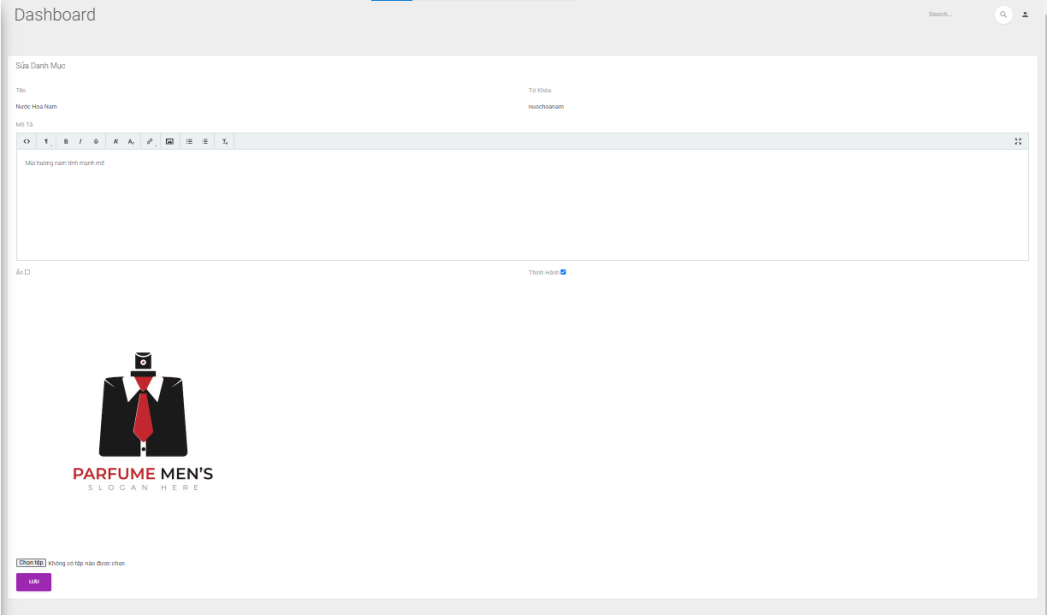 Dashboard
Search...
Sửa Danh Mục
Tên
Từ Khóa
Nước Hoa Nam
nuochoanam
Mô Tả
Mùi hương nam tính mạnh mẽ
Ẩn
Thịnh Hành
PARFUME MEN'S
SLOGAN HERE
Chọn tệp Không có tệp nào được chọn
LƯU